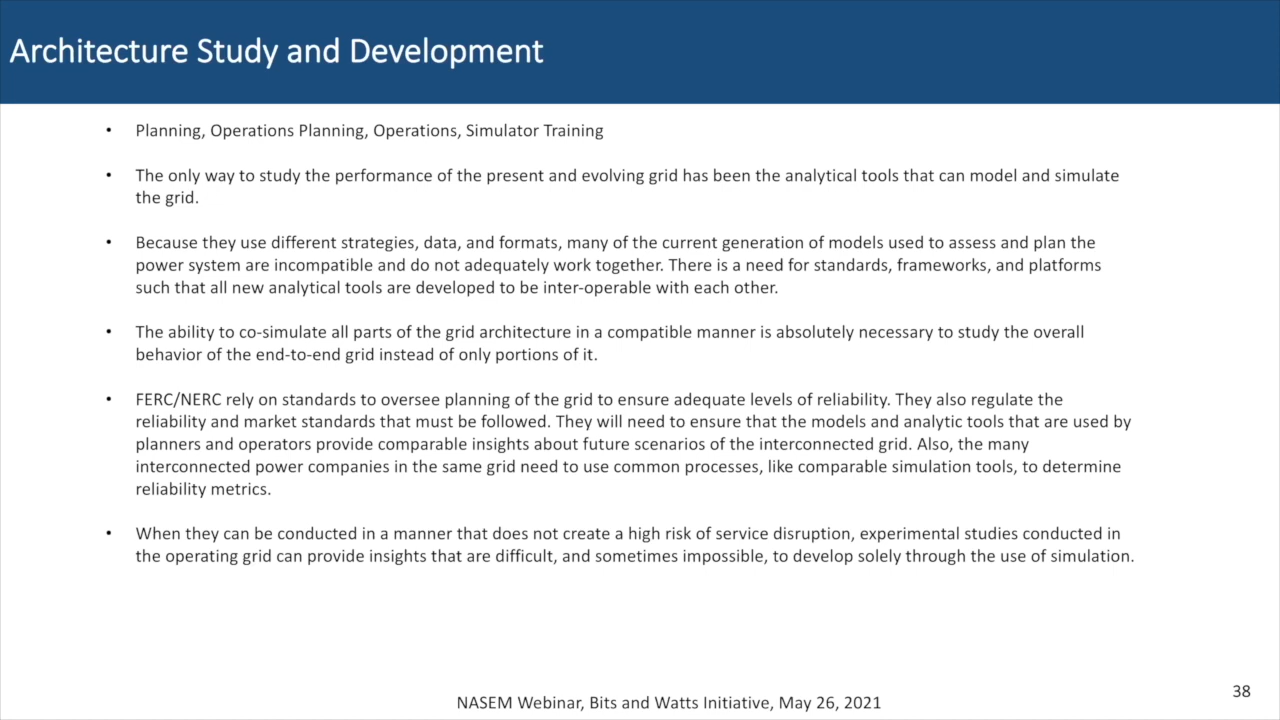 Architecture Study and Development
• Planning, Operations Planning, Operations, Simulator Training
• The only way to study the performance of the present and evolving grid has been the analytical tools that can model and simulate
the grid.
• Because they use different strategies, data, and formats, many of the current generation of models used to assess and plan the
power system are incompatible and do not adequately work together. There is a need for standards, frameworks, and platforms
such that all new analytical tools are developed to be inter-operable with each other.
• The ability to co-simulate all parts of the grid architecture in a compatible manner is absolutely necessary to study the overall
behavior of the end-to-end grid instead of only portions of it.
• FERC/NERC rely on standards to oversee planning of the grid to ensure adequate levels of reliability. They also regulate the
reliability and market standards that must be followed. They will need to ensure that the models and analytic tools that are used by
planners and operators provide comparable insights about future scenarios of the interconnected grid. Also, the many
interconnected power companies in the same grid need to use common processes, like comparable simulation tools, to determine
reliability metrics.
• When they can be conducted in a manner that does not create a high risk of service disruption, experimental studies conducted in
the operating grid can provide insights that are difficult, and sometimes impossible, to develop solely through the use of simulation.
38
NASEM Webinar, Bits and Watts Initiative, May 26, 2021